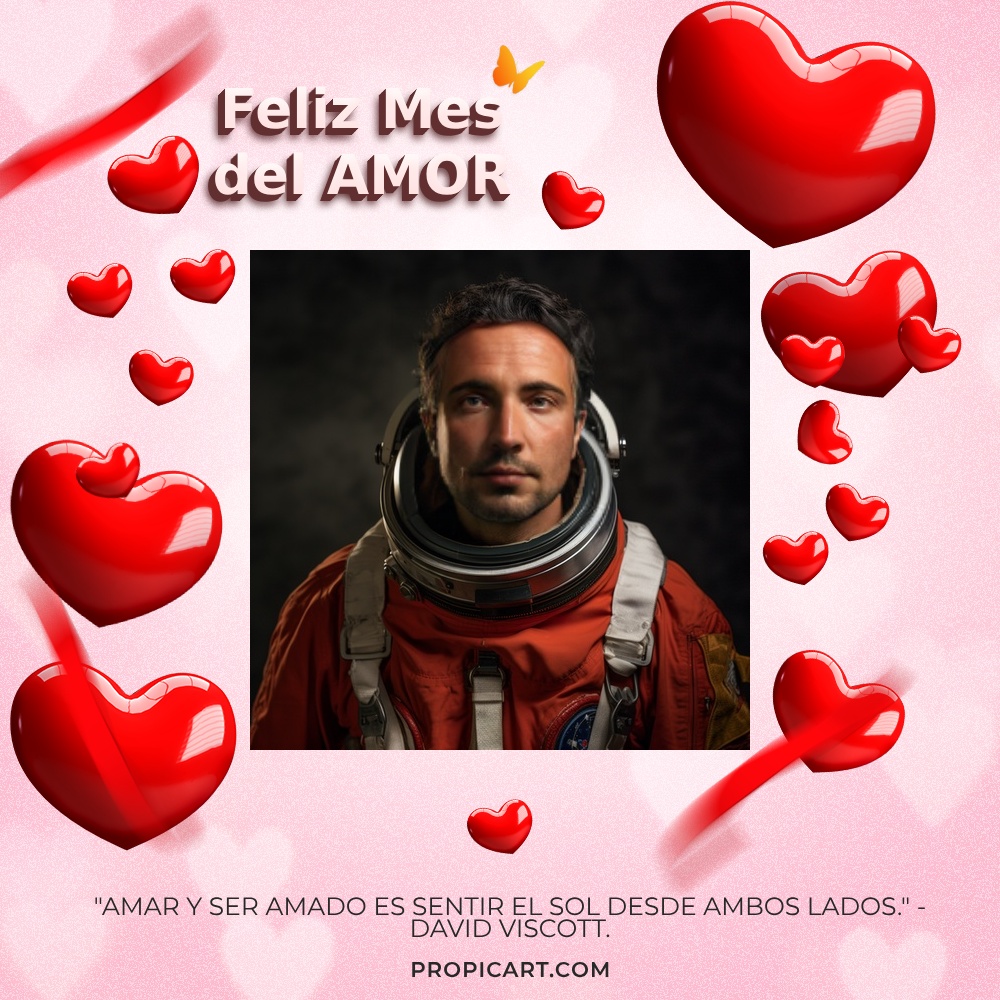 Feliz Mes
del AMOR
"AMAR Y SER AMADO ES SENTIR EL SOL DESDE AMBOS LADOS." -
DAVID VISCOTT.
PROPICART.COM